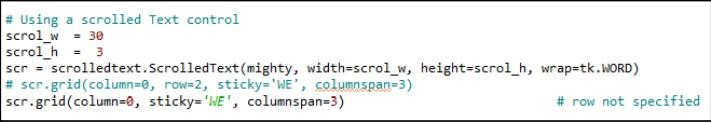 # Using a scrolled Text control
scrol_w  = 30
scrol_h  =  3
scr = scrolledtext.ScrolledText(mighty, width=scrol_w, height=scrol_h, wrap=tk.WORD)
# scr.grid(column=0, row=2, sticky='WE', columnspan=3)
scr.grid(column=0, sticky='WE', columnspan=3)                    # row not specified